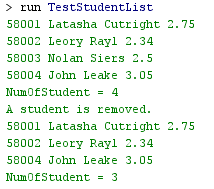 > run TestStudentList
58001 Latasha Cutright 2.75
58002 Leory Rayl 2.34
58003 Nolan Siers 2.5
58004 John Leake 3.05
NumOfStudent = 4
A student is removed.
58001 Latasha Cutright 2.75
58002 Leory Rayl 2.34
58004 John Leake 3.05
NumOfStudent = 3